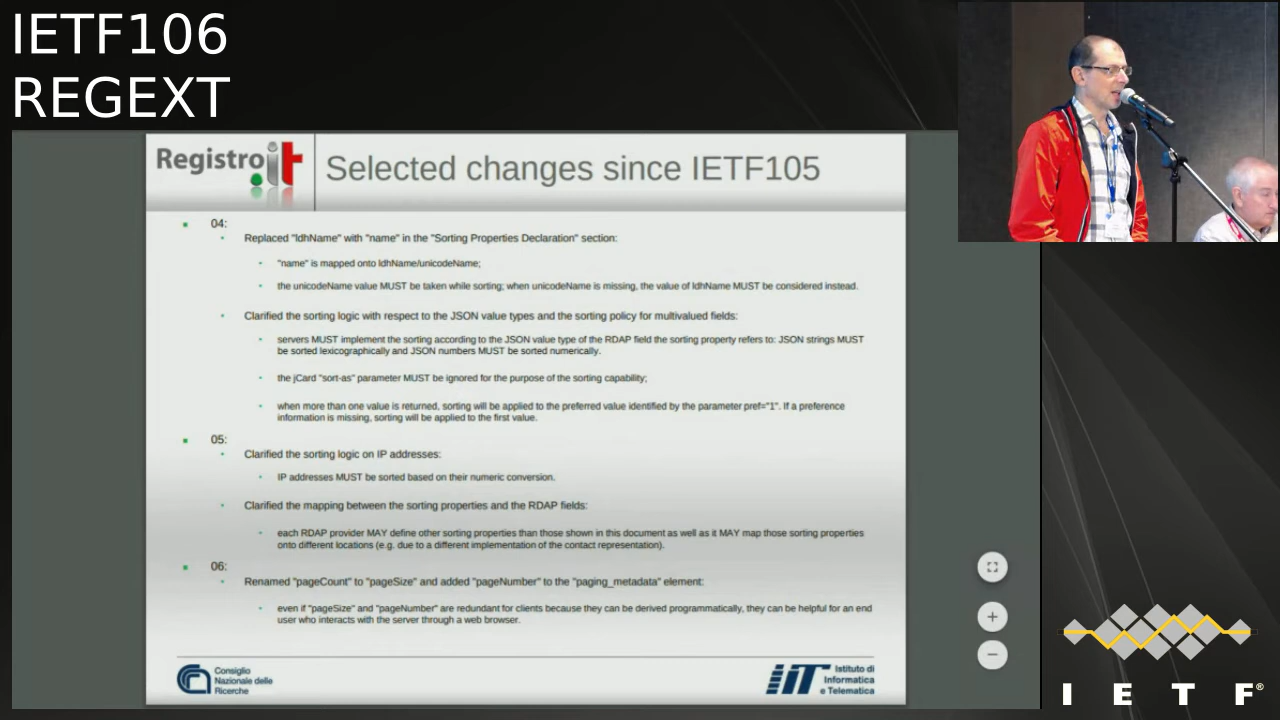 IETF106
REGEXT
Registro.it
Selected changes since IETF105
04:
Replaced "ldhName" with "name" in the "Sorting Properties Declaration" section:
"name" is mapped onto ldhName/unicodeName;
the unicodeName value MUST be taken while sorting; when unicodeName is missing, the value of ldhName MUST be considered instead.
Clarified the sorting logic with respect to the JSON value types and the sorting policy for multivalued fields:
servers MUST implement the sorting according to the JSON value type of the RDAP field the sorting property refers to: JSON strings MUST
be sorted lexicographically and JSON numbers MUST be sorted numerically.
the jCard "sort-as" parameter MUST be ignored for the purpose of the sorting capability;
when more than one value is returned, sorting will be applied to the preferred value identified by the parameter pref="1". If a preference
information is missing, sorting will be applied to the first value.
05:
Clarified the sorting logic on IP addresses:
IP addresses MUST be sorted based on their numeric conversion.
Clarified the mapping between the sorting properties and the RDAP fields:
each RDAP provider MAY define other sorting properties than those shown in this document as well as it MAY map those sorting properties
onto different locations (e.g. due to a different implementation of the contact representation).
06:
Renamed "pageCount" to "pageSize" and added "pageNumber" to the "paging_metadata" element:
even if "pageSize" and "pageNumber" are redundant for clients because they can be derived programmatically, they can be helpful for an end
user who interacts with the server through a web browser.
Consiglio
Nazionale delle
Ricerche
IIT
Istituto di
Informatica
e Telematica
I E T F®